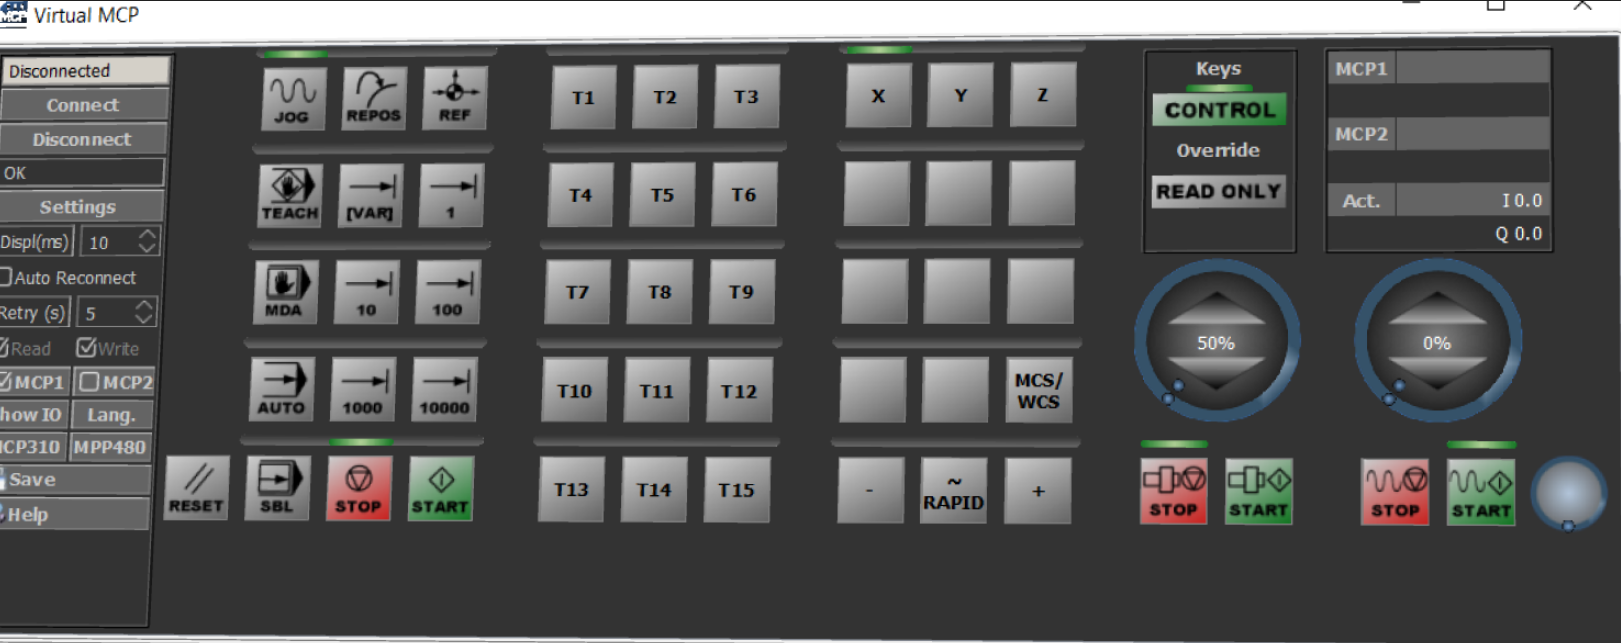 MCP Virtual MCP
Disconnected
Connect
Disconnect
OK
Settings
Displ(ms) 10
Auto Reconnect
Retry (s) 5
Read Write
MCP1 MCP2
how IO Lang.
MCP310 MPP480
Save
Help
JOG REPOS REF
TEACH [VAR] 1
MDA 10 100
AUTO 1000 10000
RESET SBL STOP START
T1 T2 T3
T4 T5 T6
T7 T8 T9
T10 T11 T12
T13 T14 T15
X Y Z
MCS/
WCS
- ~
RAPID +
Keys
CONTROL
Override
READ ONLY
MCP1
MCP2
Act. I 0.0
Q 0.0
50% 0%
STOP START STOP START